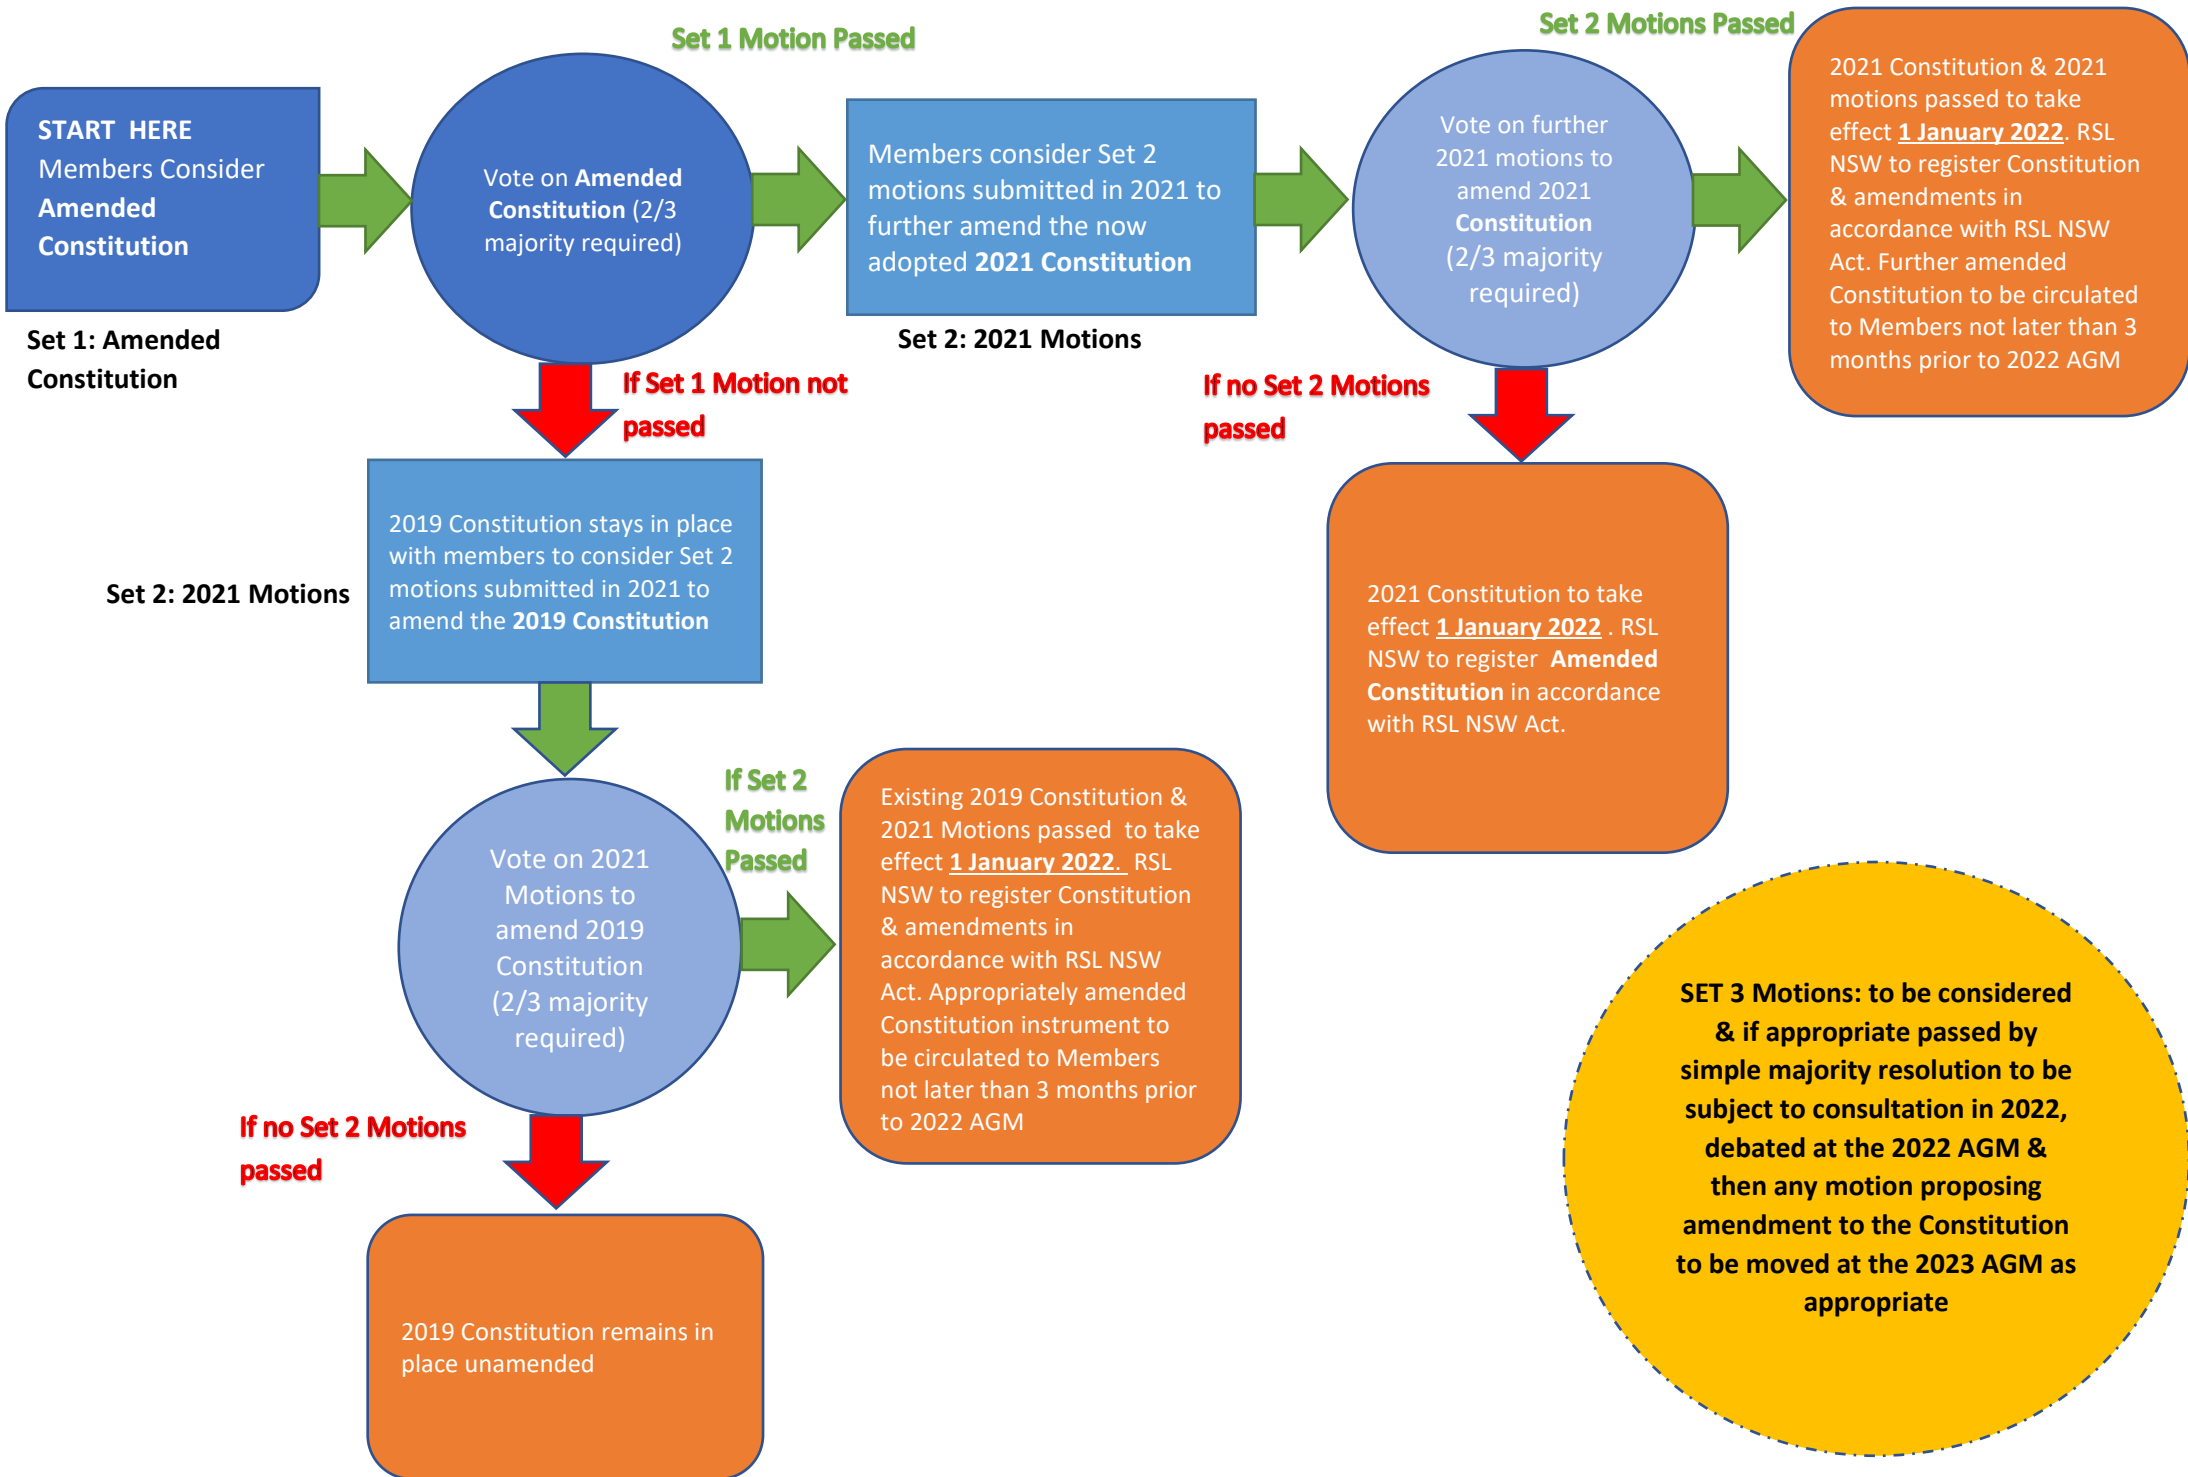 START  HERE
Members Consider
Amended
Constitution
Set 1: Amended
Constitution
Vote on Amended
Constitution (2/3
majority required)
Set 1 Motion Passed
Members consider Set 2
motions submitted in 2021 to
further amend the now
adopted 2021 Constitution
Set 2: 2021 Motions
Vote on further
2021 motions to
amend 2021
Constitution
(2/3 majority
required)
Set 2 Motions Passed
2021 Constitution & 2021
motions passed to take
effect 1 January 2022. RSL
NSW to register Constitution
& amendments in
accordance with RSL NSW
Act. Further amended
Constitution to be circulated
to Members not later than 3
months prior to 2022 AGM
If Set 1 Motion not
passed
If no Set 2 Motions
passed
2019 Constitution stays in place
with members to consider Set 2
motions submitted in 2021 to
amend the 2019 Constitution
Set 2: 2021 Motions
2021 Constitution to take
effect 1 January 2022 . RSL
NSW to register  Amended
Constitution in accordance
with RSL NSW Act.
Vote on 2021
Motions to
amend 2019
Constitution
(2/3 majority
required)
If Set 2
Motions
Passed
Existing 2019 Constitution &
2021 Motions passed  to take
effect 1 January 2022.  RSL
NSW to register Constitution
& amendments in
accordance with RSL NSW
Act. Appropriately amended
Constitution instrument to
be circulated to Members
not later than 3 months prior
to 2022 AGM
If no Set 2 Motions
passed
2019 Constitution remains in
place unamended
SET 3 Motions: to be considered
& if appropriate passed by
simple majority resolution to be
subject to consultation in 2022,
debated at the 2022 AGM &
then any motion proposing
amendment to the Constitution
to be moved at the 2023 AGM as
appropriate